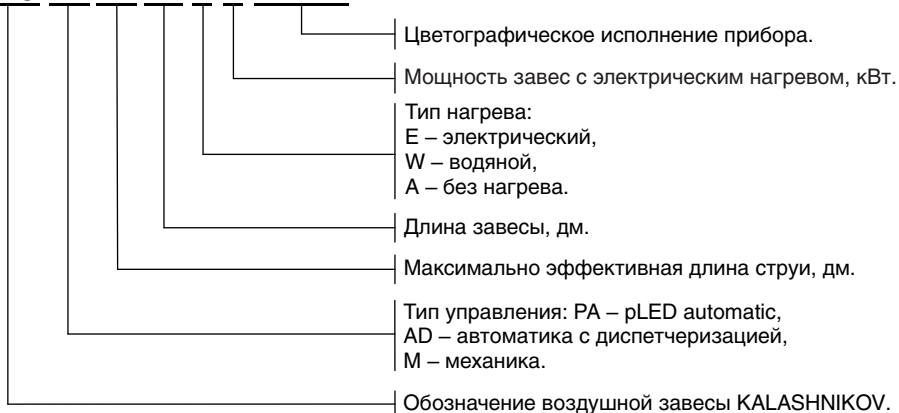 Цветографическое исполнение прибора.
Мощность завес с электрическим нагревом, кВт.
Тип нагрева:
E – электрический,
W – водяной,
A – без нагрева.
Длина завесы, дм.
Максимально эффективная длина струи, дм.
Тип управления: PA – pLED automatic,
AD – автоматика с диспетчеризацией,
M – механика.
Обозначение воздушной завесы KALASHNIKOV.